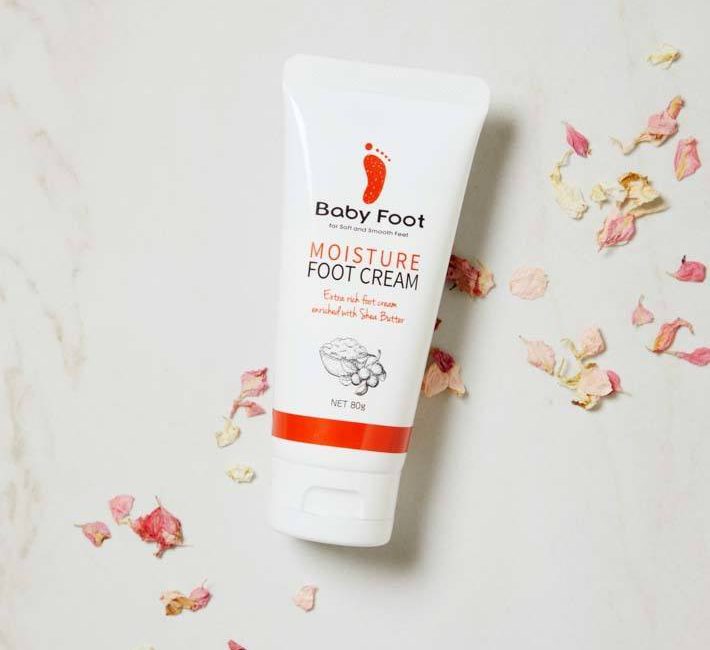 Baby Foot
for Soft and Smooth Feet
MOISTURE
FOOT CREAM
Extra rich foot cream
enriched with Shea Butter
NET 80g